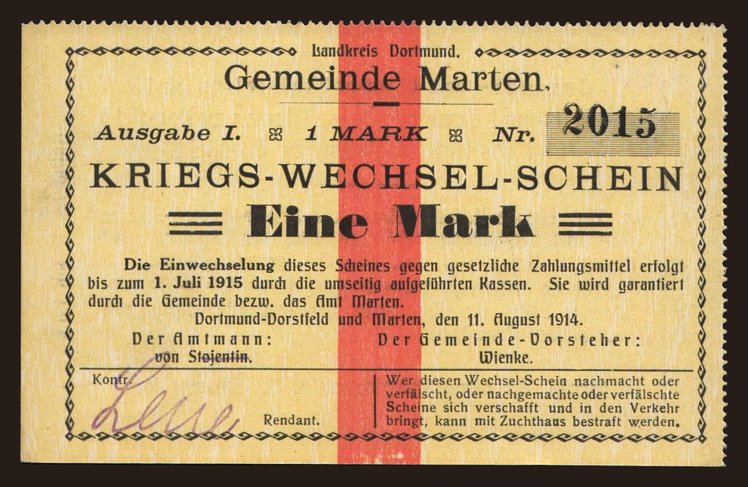 Landkreis Dortmund.
Gemeinde Marten.
Ausgabe I. 1 MARK Nr. 2015
KRIEGS-WECHSEL-SCHEIN
Eine Mark
Die Einwechselung dieses Scheines gegen gesetzliche Zahlungsmittel erfolgt
bis zum 1. Juli 1915 durch die umseitig aufgeführten Kassen. Sie wird garantiert
durch die Gemeinde bezw. das Amt Marten.
Dortmund-Dorstfeld und Marten, den 11. August 1914.
Der Amtmann: Der Gemeinde-Vorsteher:
von Stojentin. Wienke.
Kontr.
Rendant.
Wer diesen Wechsel-Schein nachmacht oder
verfälscht, oder nachgemachte oder verfälschte
Scheine sich verschafft und in den Verkehr
bringt, kann mit Zuchthaus bestraft werden.